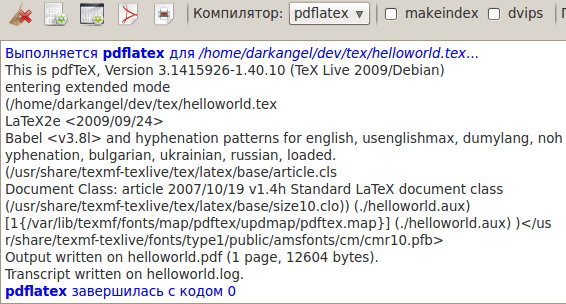 Компилятор: pdflatex makeindex dvips
Выполняется pdflatex для /home/darkangel/dev/tex/helloworld.tex...
This is pdfTeX, Version 3.1415926-1.40.10 (TeX Live 2009/Debian)
entering extended mode
(/home/darkangel/dev/tex/helloworld.tex
LaTeX2e <2009/09/24>
Babel <v3.8l> and hyphenation patterns for english, usenglishmax, dumylang, noh
yphenation, bulgarian, ukrainian, russian, loaded.
(/usr/share/texmf-texlive/tex/latex/base/article.cls
Document Class: article 2007/10/19 v1.4h Standard LaTeX document class
(/usr/share/texmf-texlive/tex/latex/base/size10.clo)) (./helloworld.aux)
[1{/var/lib/texmf/fonts/map/pdftex/updmap/pdftex.map}] (./helloworld.aux) )</us
r/share/texmf-texlive/fonts/type1/public/amsfonts/cm/cmr10.pfb>
Output written on helloworld.pdf (1 page, 12604 bytes).
Transcript written on helloworld.log.
pdflatex завершилась с кодом 0